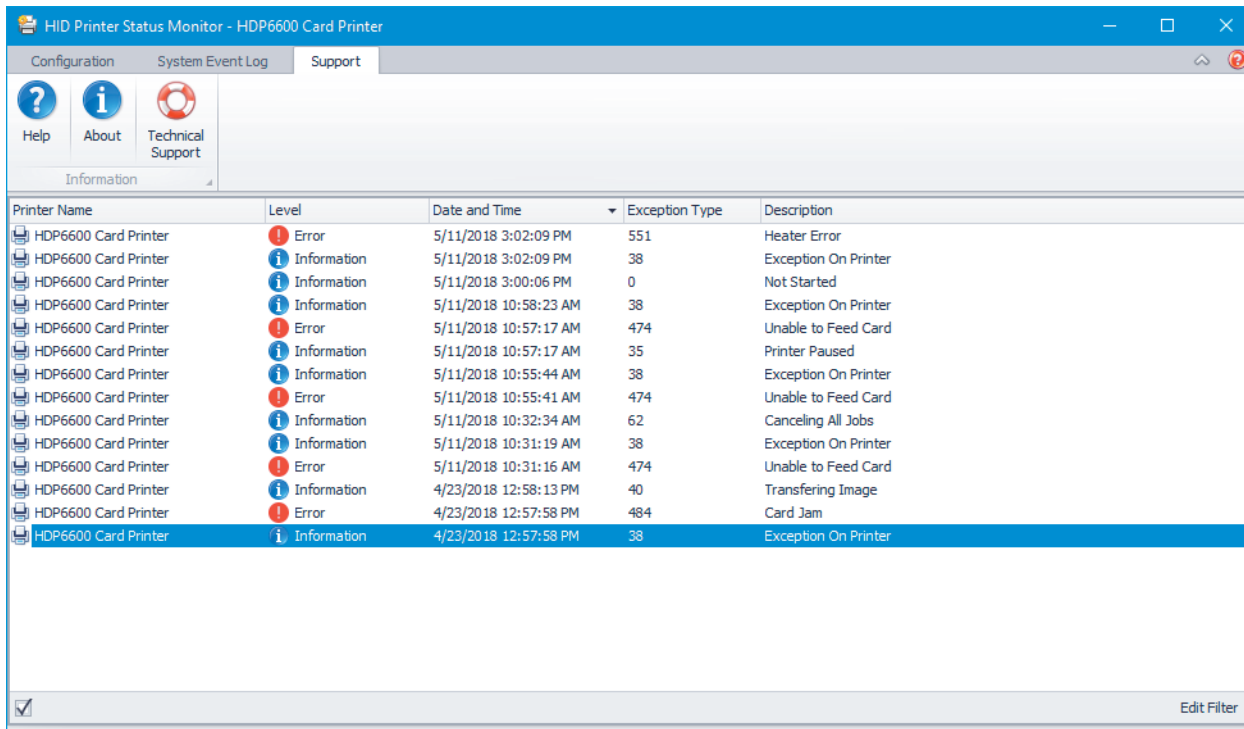 HID Printer Status Monitor - HDP6600 Card Printer
Configuration System Event Log Support
Help About Technical Support
Information
Printer Name Level Date and Time Exception Type Description
HDP6600 Card Printer Error 5/11/2018 3:02:09 PM 551 Heater Error
HDP6600 Card Printer Information 5/11/2018 3:02:09 PM 38 Exception On Printer
HDP6600 Card Printer Information 5/11/2018 3:00:06 PM 0 Not Started
HDP6600 Card Printer Information 5/11/2018 10:58:23 AM 38 Exception On Printer
HDP6600 Card Printer Error 5/11/2018 10:57:17 AM 474 Unable to Feed Card
HDP6600 Card Printer Information 5/11/2018 10:57:17 AM 35 Printer Paused
HDP6600 Card Printer Information 5/11/2018 10:55:44 AM 38 Exception On Printer
HDP6600 Card Printer Error 5/11/2018 10:55:41 AM 474 Unable to Feed Card
HDP6600 Card Printer Information 5/11/2018 10:32:34 AM 62 Canceling All Jobs
HDP6600 Card Printer Information 5/11/2018 10:31:19 AM 38 Exception On Printer
HDP6600 Card Printer Error 5/11/2018 10:31:16 AM 474 Unable to Feed Card
HDP6600 Card Printer Information 4/23/2018 12:58:13 PM 40 Transfering Image
HDP6600 Card Printer Error 4/23/2018 12:57:58 PM 484 Card Jam
HDP6600 Card Printer Information 4/23/2018 12:57:58 PM 38 Exception On Printer
Edit Filter